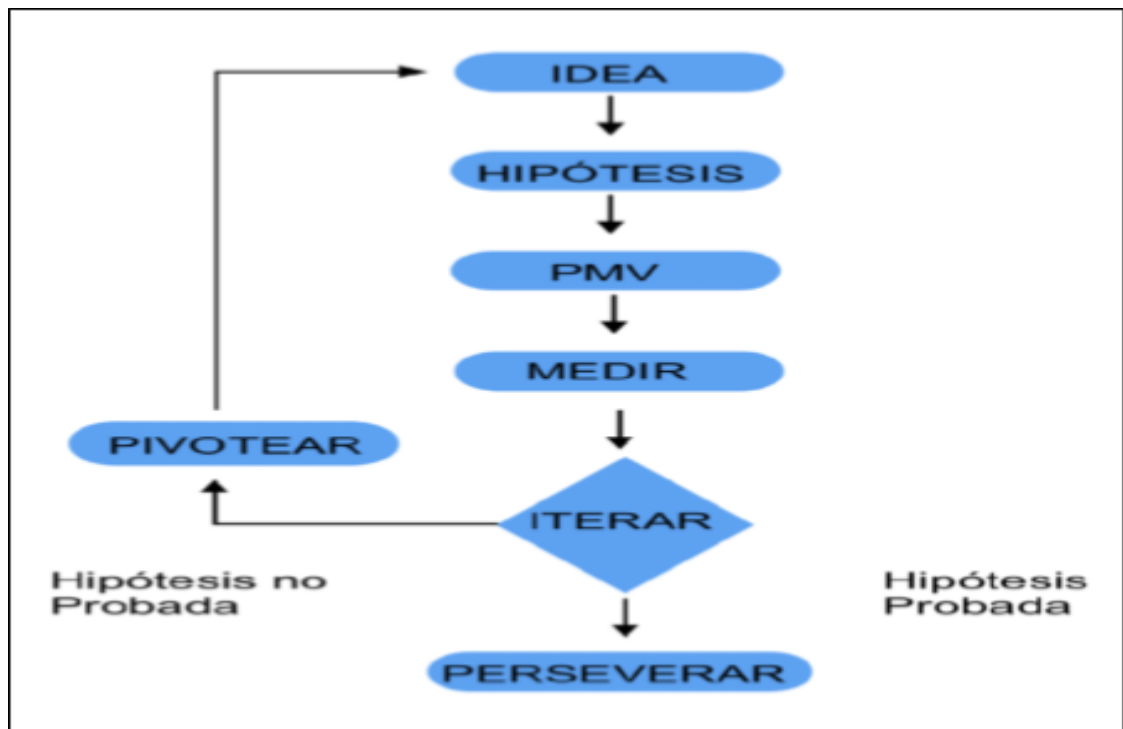 IDEA
HIPÓTESIS
PMV
MEDIR
PIVOTEAR
ITERAR
Hipótesis no
Probada
Hipótesis
Probada
PERSEVERAR